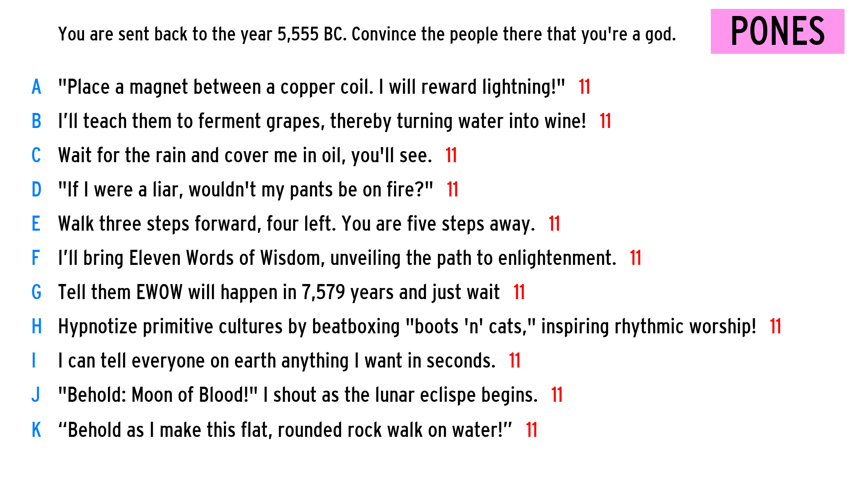 You are sent back to the year 5,555 BC. Convince the people there that you're a god.
PONES
A "Place a magnet between a copper coil. I will reward lightning!" 11
B I’ll teach them to ferment grapes, thereby turning water into wine! 11
C Wait for the rain and cover me in oil, you'll see. 11
D "If I were a liar, wouldn't my pants be on fire?" 11
E Walk three steps forward, four left. You are five steps away. 11
F I’ll bring Eleven Words of Wisdom, unveiling the path to enlightenment. 11
G Tell them EWOW will happen in 7,579 years and just wait 11
H Hypnotize primitive cultures by beatboxing "boots 'n' cats," inspiring rhythmic worship! 11
I I can tell everyone on earth anything I want in seconds. 11
J "Behold: Moon of Blood!" I shout as the lunar eclispe begins. 11
K “Behold as I make this flat, rounded rock walk on water!” 11